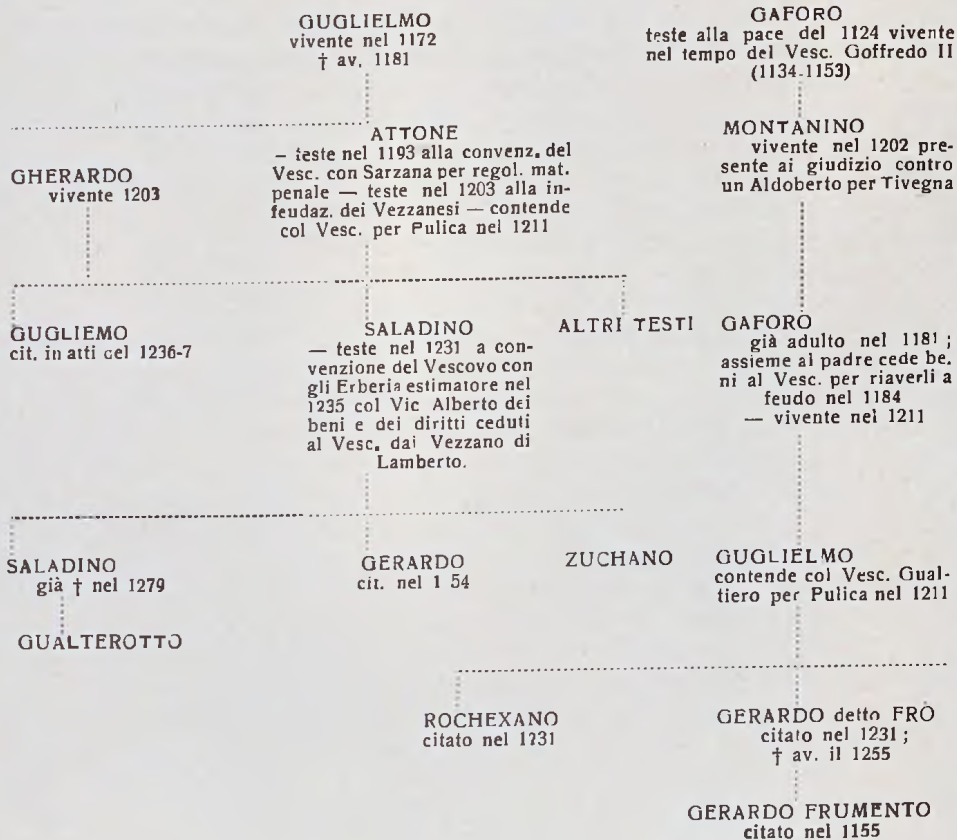 GUGLIELMO
vivente nel 1172
† av. 1181
GAFORO
teste alla pace del 1124 vivente
nel tempo del Vesc. Goffredo II
(1134-1153)
GHERARDO
vivente 1203
ATTONE
— teste nel 1193 alla convenz. del
Vesc. con Sarzana per regol. mat.
penale — teste nel 1203 alla in-
feudaz. dei Vezzanesi — contende
col Vesc. per Pulica nel 1211
MONTANINO
vivente nel 1202 pre-
sente ai giudizio contro
un Aldoberto per Tivegna
GUGLIEMO
cit. in atti del 1236-7
SALADINO
— teste nel 1231 a con-
venzione del Vescovo con
gli Erberia estimatore nel
1235 col Vic Alberto dei
beni e dei diritti ceduti
al Vesc. dai Vezzano di
Lamberto.
ALTRI TESTI
GAFORO
già adulto nel 1181 ;
assieme al padre cede be.
ni al Vesc. per riaverli a
feudo nel 1184
— vivente nel 1211
SALADINO
già † nel 1279
GUALTEROTTO
GERARDO
cit. nel 1 54
ZUCHANO
GUGLIELMO
contende col Vesc. Gual-
tiero per Pulica nel 1211
ROCHEXANO
citato nel 1231
GERARDO detto FRÒ
citato nel 1231 ;
† av. il 1255
GERARDO FRUMENTO
citato nel 1155